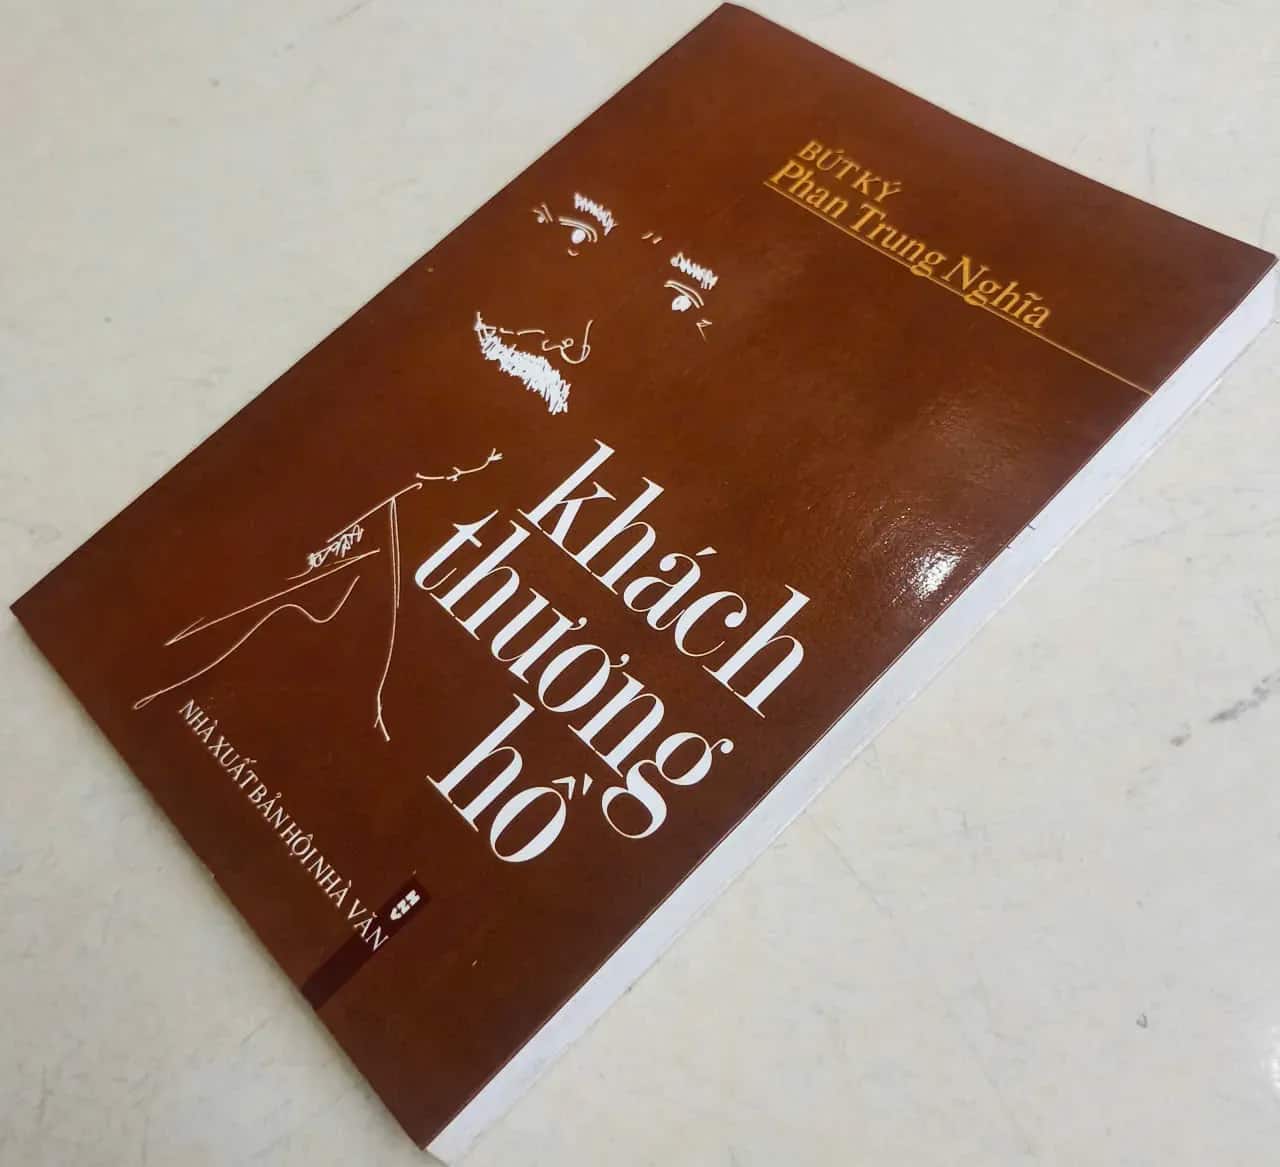 BÚT KÝ
Phan Trung Nghĩa
khách
thương
hồ
NHÀ XUẤT BẢN HỘI NHÀ VĂN